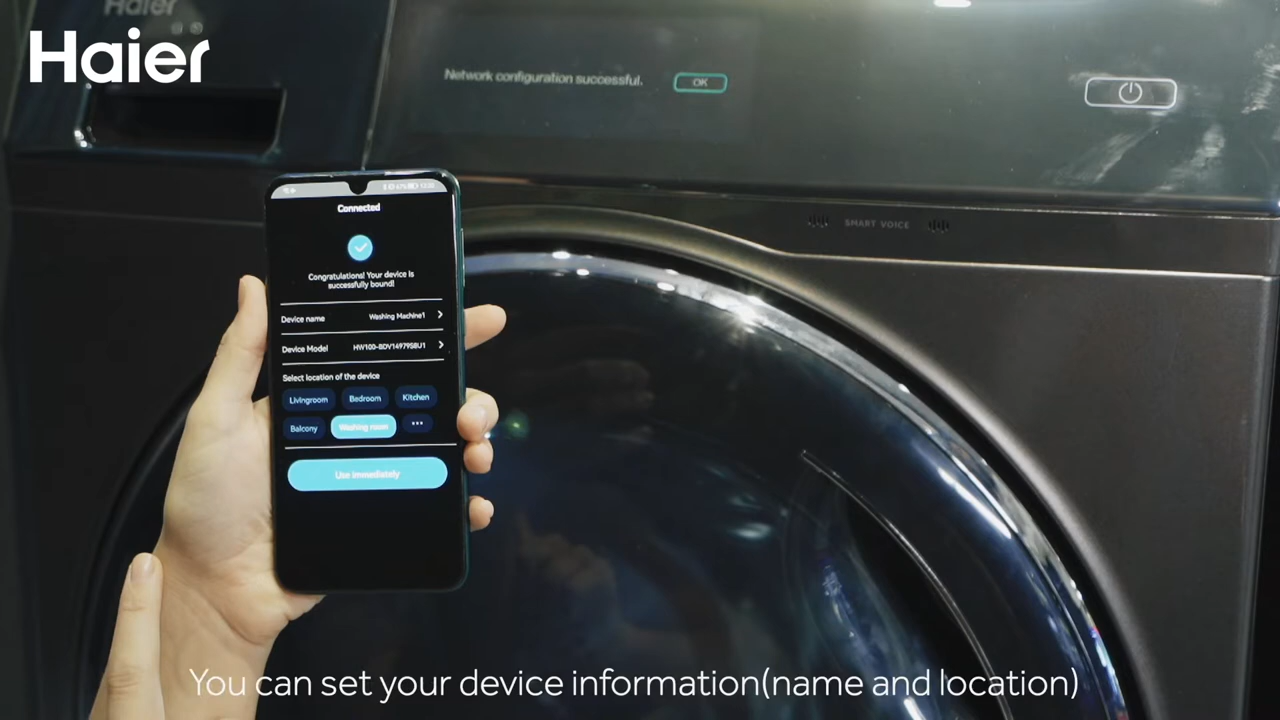 Haier
Haier
Network configuration successful.
OK
SMART VOICE
Connected
Congratulations! Your device is
successfully bound!
Device name Washing Machine1
Device Model HW100-BDV14979S8U1
Select location of the device
Livingroom Bedroom Kitchen
Balcony Washing room •••
Use immediately
You can set your device information(name and location)